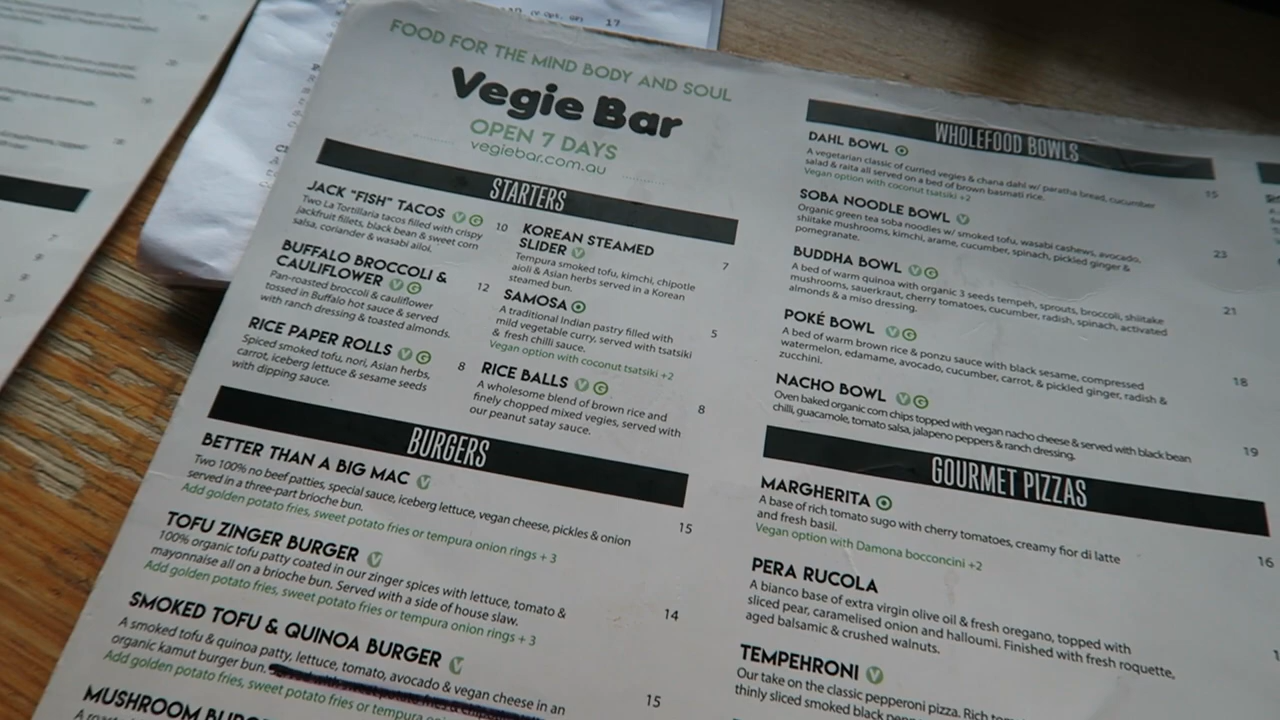 17
FOOD FOR THE MIND BODY AND SOUL
Vegie Bar
OPEN 7 DAYS
vegiebar.com.au
STARTERS
JACK "FISH" TACOS V G
Two La Tortillaria tacos filled with crispy 10
jackfruit fillets, black bean & sweet corn
salsa, coriander & wasabi aioli.
BUFFALO BROCCOLI &
CAULIFLOWER V G 12
Pan-roasted broccoli & cauliflower
tossed in Buffalo hot sauce & served
with ranch dressing & toasted almonds.
RICE PAPER ROLLS V G
Spiced smoked tofu, nori, Asian herbs, 8
carrot, iceberg lettuce & sesame seeds
with dipping sauce.
KOREAN STEAMED
SLIDER V 7
Tempura smoked tofu, kimchi, chipotle
aioli & Asian herbs served in a Korean
steamed bun.
SAMOSA
A traditional Indian pastry filled with 5
mild vegetable curry, served with tsatsiki
& fresh chilli sauce.
Vegan option with coconut tsatsiki +2
RICE BALLS V G
A wholesome blend of brown rice and 8
finely chopped mixed vegies, served with
our peanut satay sauce.
BURGERS
BETTER THAN A BIG MAC V
Two 100% no beef patties, special sauce, iceberg lettuce, vegan cheese, pickles & onion 15
served in a three-part brioche bun.
Add golden potato fries, sweet potato fries or tempura onion rings + 3
TOFU ZINGER BURGER V
100% organic tofu patty coated in our zinger spices with lettuce, tomato & 14
mayonnaise all on a brioche bun. Served with a side of house slaw.
Add golden potato fries, sweet potato fries or tempura onion rings + 3
SMOKED TOFU & QUINOA BURGER V
A smoked tofu & quinoa patty, lettuce, tomato, avocado & vegan cheese in an 15
organic kamut burger bun.
Add golden potato fries, sweet potato fries or tempura
MUSHROOM
WHOLEFOOD BOWLS
DAHL BOWL
A vegetarian classic of curried vegies & chana dahl w/ paratha bread, cucumber 15
salad & raita all served on a bed of brown basmati rice.
Vegan option with coconut tsatsiki +2
SOBA NOODLE BOWL V
Organic green tea soba noodles w/ smoked tofu, wasabi cashews, avocado, 23
shiitake mushrooms, kimchi, arame, cucumber, spinach, pickled ginger &
pomegranate.
BUDDHA BOWL V G
A bed of warm quinoa with organic 3 seeds tempeh, sprouts, broccoli, shiitake 21
mushrooms, sauerkraut, cherry tomatoes, cucumber, radish, spinach, activated
almonds & a miso dressing.
POKÉ BOWL V G
A bed of warm brown rice & ponzu sauce with black sesame, compressed 18
watermelon, edamame, avocado, cucumber, carrot, & pickled ginger, radish &
zucchini.
NACHO BOWL V G
Oven baked organic corn chips topped with vegan nacho cheese & served with black bean 19
chilli, guacamole, tomato salsa, jalapeno peppers & ranch dressing.
GOURMET PIZZAS
MARGHERITA
A base of rich tomato sugo with cherry tomatoes, creamy fior di latte 16
and fresh basil.
Vegan option with Damona bocconcini +2
PERA RUCOLA
A bianco base of extra virgin olive oil & fresh oregano, topped with
sliced pear, caramelised onion and halloumi. Finished with fresh roquette,
aged balsamic & crushed walnuts.
TEMPEHRONI V
Our take on the classic pepperoni pizza. Rich
thinly sliced smoked black